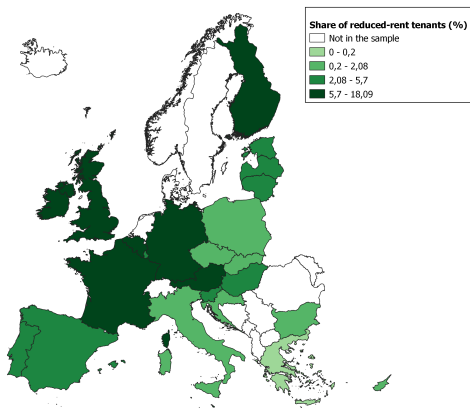 Share of reduced-rent tenants (%)
Not in the sample
0 - 0,2
0,2 - 2,08
2,08 - 5,7
5,7 - 18,09